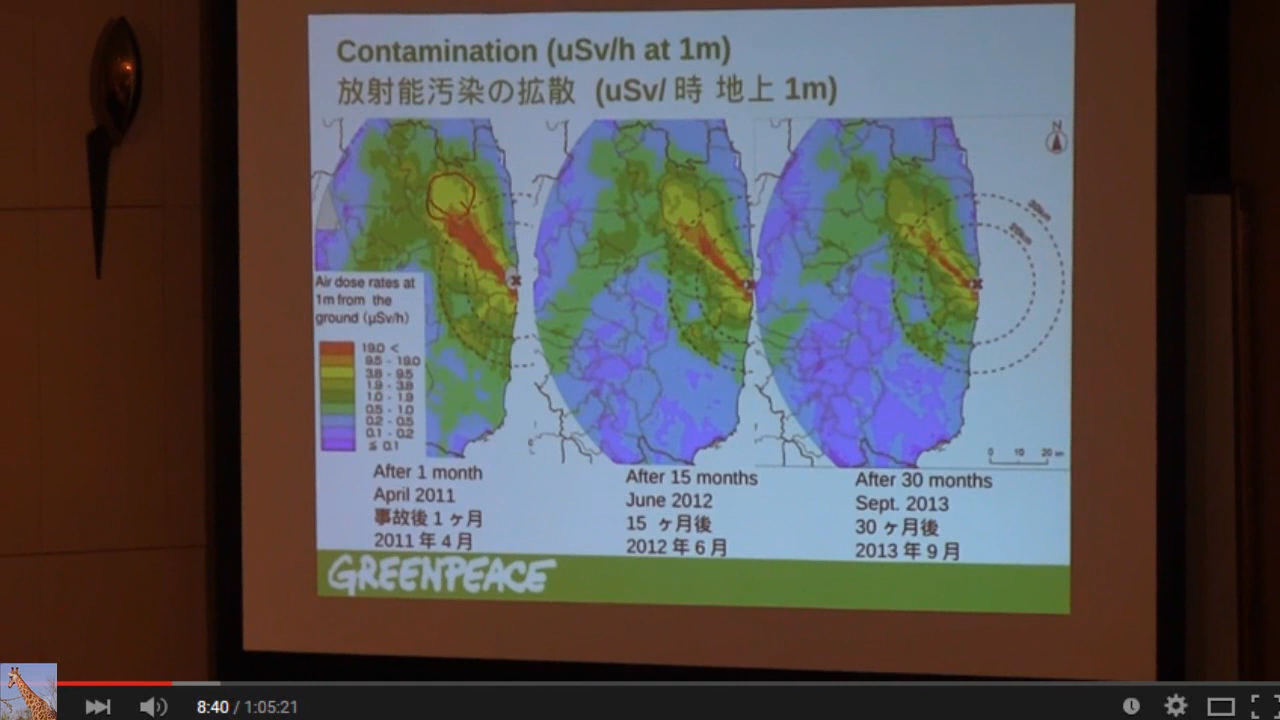 Contamination (uSv/h at 1m)
放射能汚染の拡散 (uSv/ 時 地上 1m)
N
30km
20km
Air dose rates at
1m from the
ground (μSv/h)
19.0 <
9.5 - 19.0
3.8 - 9.5
1.9 - 3.8
1.0 - 1.9
0.5 - 1.0
0.2 - 0.5
0.1 - 0.2
≤ 0.1
0 10 20 km
After 1 month
April 2011
事故後 1 ヶ月
2011 年 4 月
After 15 months
June 2012
15 ヶ月後
2012 年 6 月
After 30 months
Sept. 2013
30 ヶ月後
2013 年 9 月
GREENPEACE
8:40 / 1:05:21